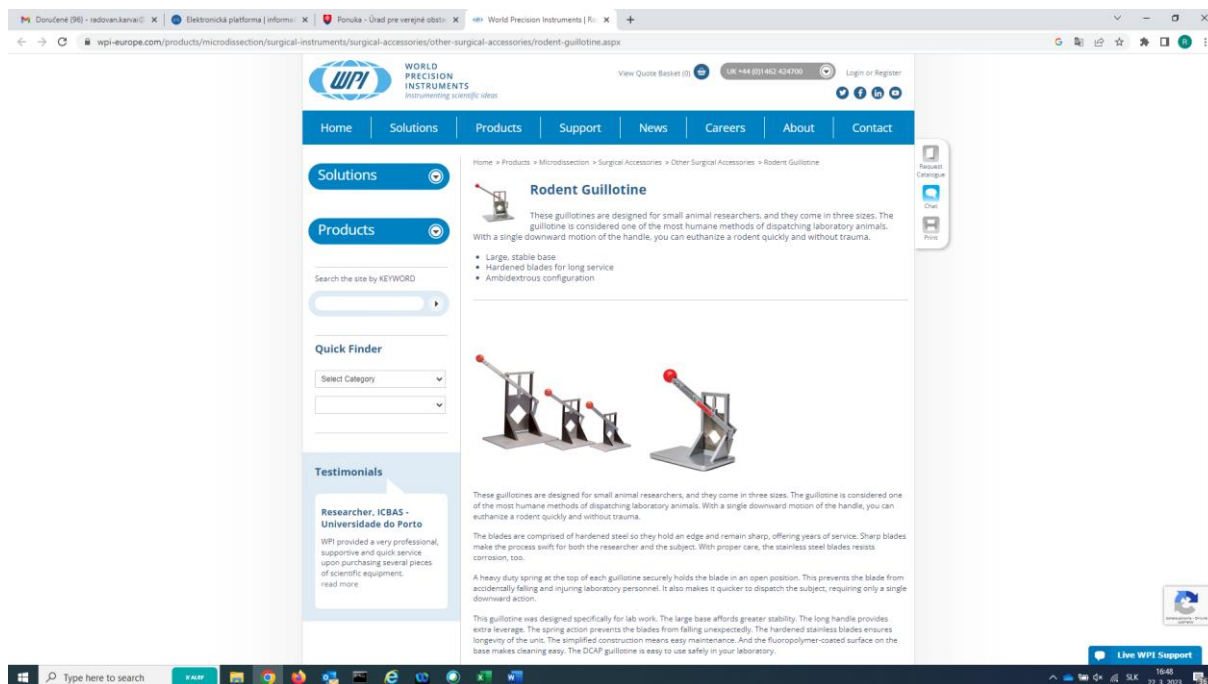 Doručené (96) - radovan.karvai@
Elektronická platforma | informa
Ponuka - Úrad pre verejné obsta
World Precision Instruments | Ro
wpi-europe.com/products/microdissection/surgical-instruments/surgical-accessories/other-surgical-accessories/rodent-guillotine.aspx
WPI
WORLD
PRECISION
INSTRUMENTS
Instrumenting scientific ideas
View Quote Basket (0)
UK +44 (0)1462 424700
Login or Register
Home Solutions Products Support News Careers About Contact
Solutions
Products
Search the site by KEYWORD
Quick Finder
Select Category
Testimonials
Researcher, ICBAS -
Universidade do Porto
WPI provided a very professional,
supportive and quick service
upon purchasing several pieces
of scientific equipment.
read more
Home > Products > Microdissection > Surgical Accessories > Other Surgical Accessories > Rodent Guillotine
Rodent Guillotine
These guillotines are designed for small animal researchers, and they come in three sizes. The
guillotine is considered one of the most humane methods of dispatching laboratory animals.
With a single downward motion of the handle, you can euthanize a rodent quickly and without trauma.
Large, stable base
Hardened blades for long service
Ambidextrous configuration
These guillotines are designed for small animal researchers, and they come in three sizes. The guillotine is considered one
of the most humane methods of dispatching laboratory animals. With a single downward motion of the handle, you can
euthanize a rodent quickly and without trauma.
The blades are comprised of hardened steel so they hold an edge and remain sharp, offering years of service. Sharp blades
make the process swift for both the researcher and the subject. With proper care, the stainless steel blades resists
corrosion, too.
A heavy duty spring at the top of each guillotine securely holds the blade in an open position. This prevents the blade from
accidentally falling and injuring laboratory personnel. It also makes it quicker to dispatch the subject, requiring only a single
downward action.
This guillotine was designed specifically for lab work. The large base affords greater stability. The long handle provides
extra leverage. The spring action prevents the blades from falling unexpectedly. The hardened stainless blades ensures
longevity of the unit. The simplified construction means easy maintenance. And the fluoropolymer-coated surface on the
base makes cleaning easy. The DCAP guillotine is easy to use safely in your laboratory.
Request
Catalogue
Chat
Print
Live WPI Support
Type here to search
SLK
16:48
22. 3. 2023